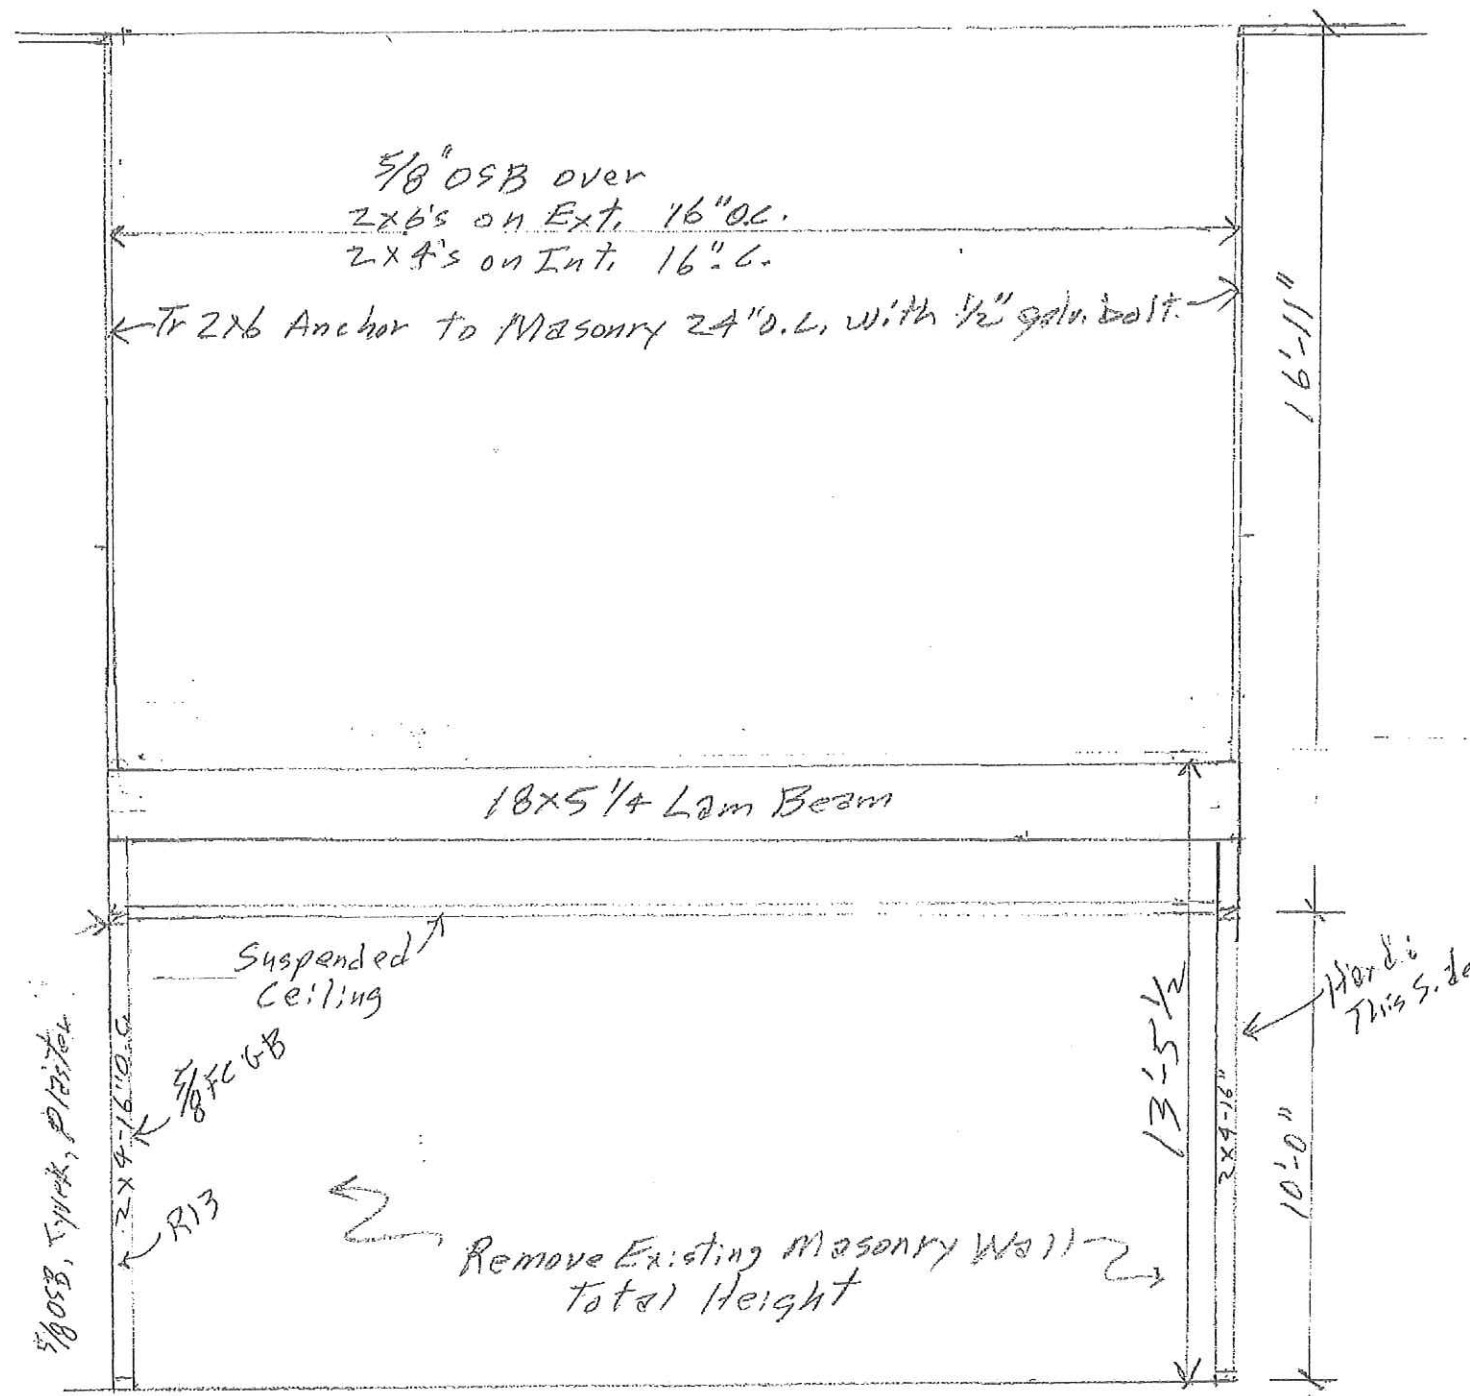 5/8" OSB over
2x6's on Ext. 16" O.C.
2x4's on Int. 16" C.
Tr 2x6 Anchor to Masonry 24" O.C. with 1/2" galv. bolt.
16'-11"
18x5 1/4 Lam Beam
Suspended
Ceiling
Hardi
This Side
5/8 FC GB
2x4-16" O.C.
5/8 OSB, Tyvek, Plaster
R13
13'-5 1/2
2x4-16"
10'-0"
Remove Existing Masonry Wall
Total Height